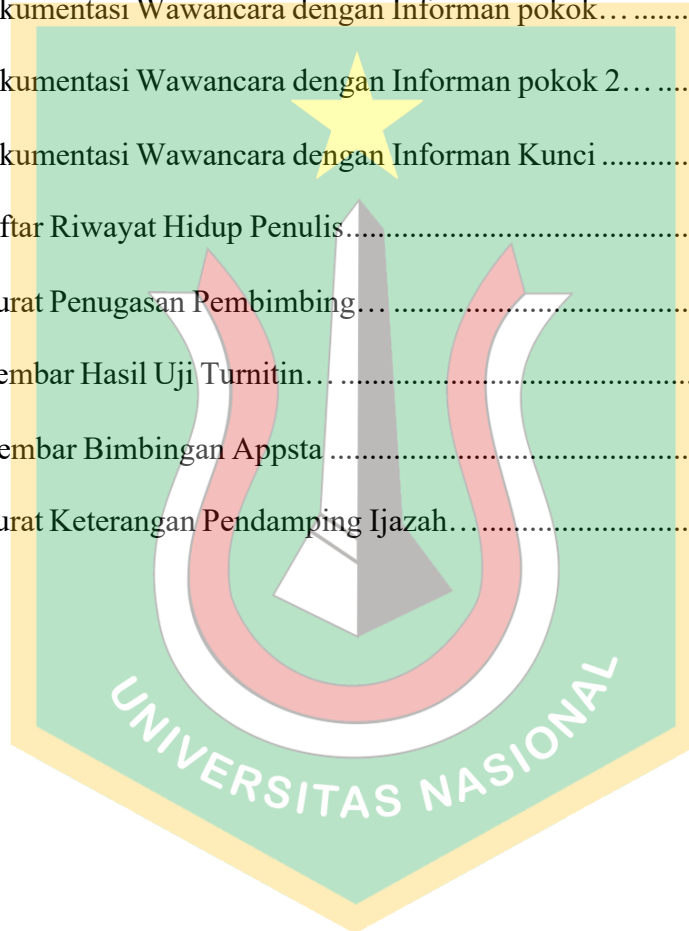 kumentasi Wawancara dengan Informan pokok… .......
kumentasi Wawancara dengan Informan pokok 2… ....
kumentasi Wawancara dengan Informan Kunci ...........
ftar Riwayat Hidup Penulis.............................................
urat Penugasan Pembimbing… .......................................
embar Hasil Uji Turnitin… .............................................
embar Bimbingan Appsta ...............................................
urat Keterangan Pendamping Ijazah… ...........................
UNIVERSITAS NASIONAL